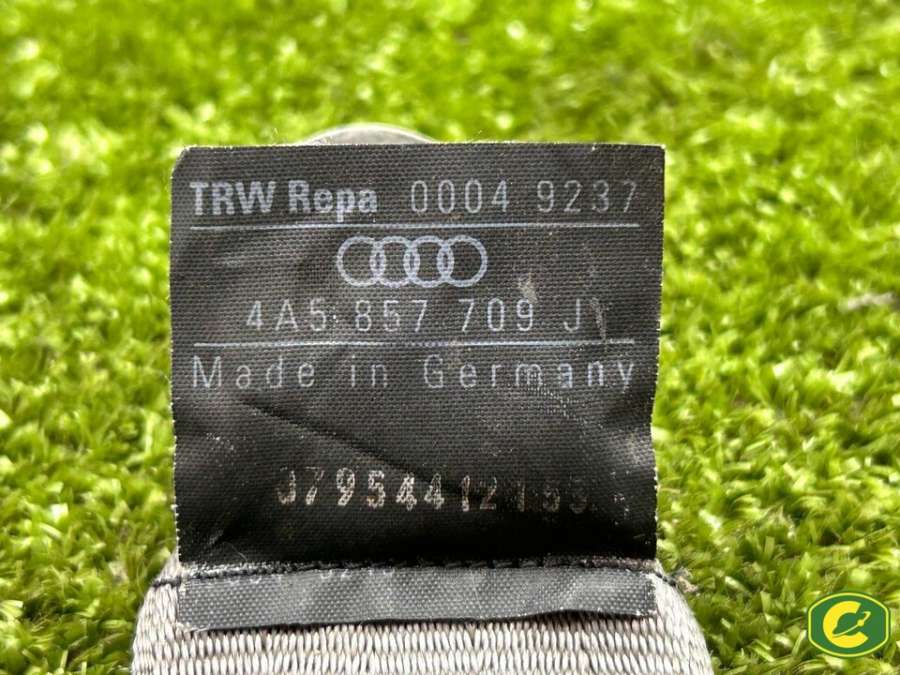 TRW Repa 0004 9237
4A5 857 709 J
Made in Germany